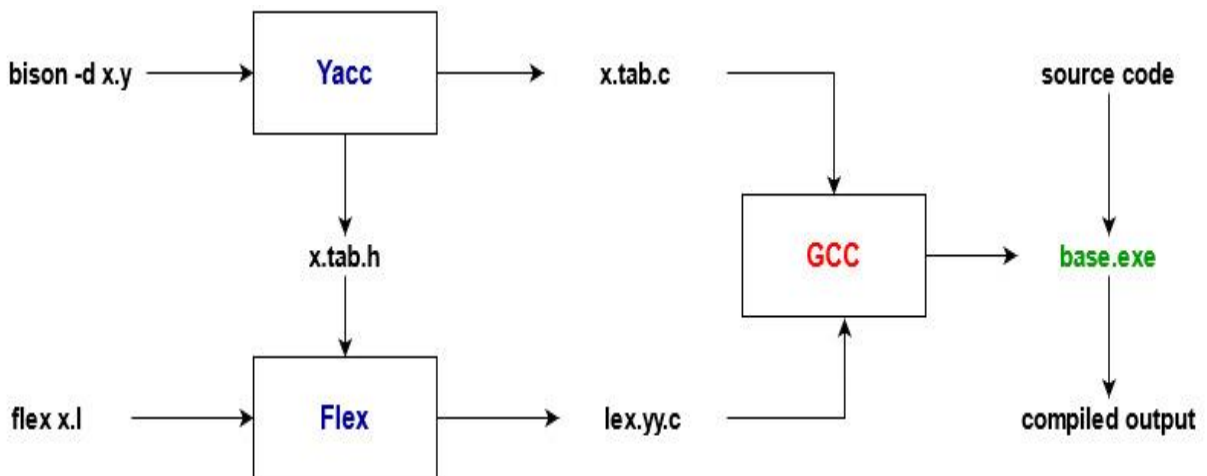 bison -d x.y
Yacc
x.tab.c
source code
x.tab.h
GCC
base.exe
flex x.l
Flex
lex.yy.c
compiled output